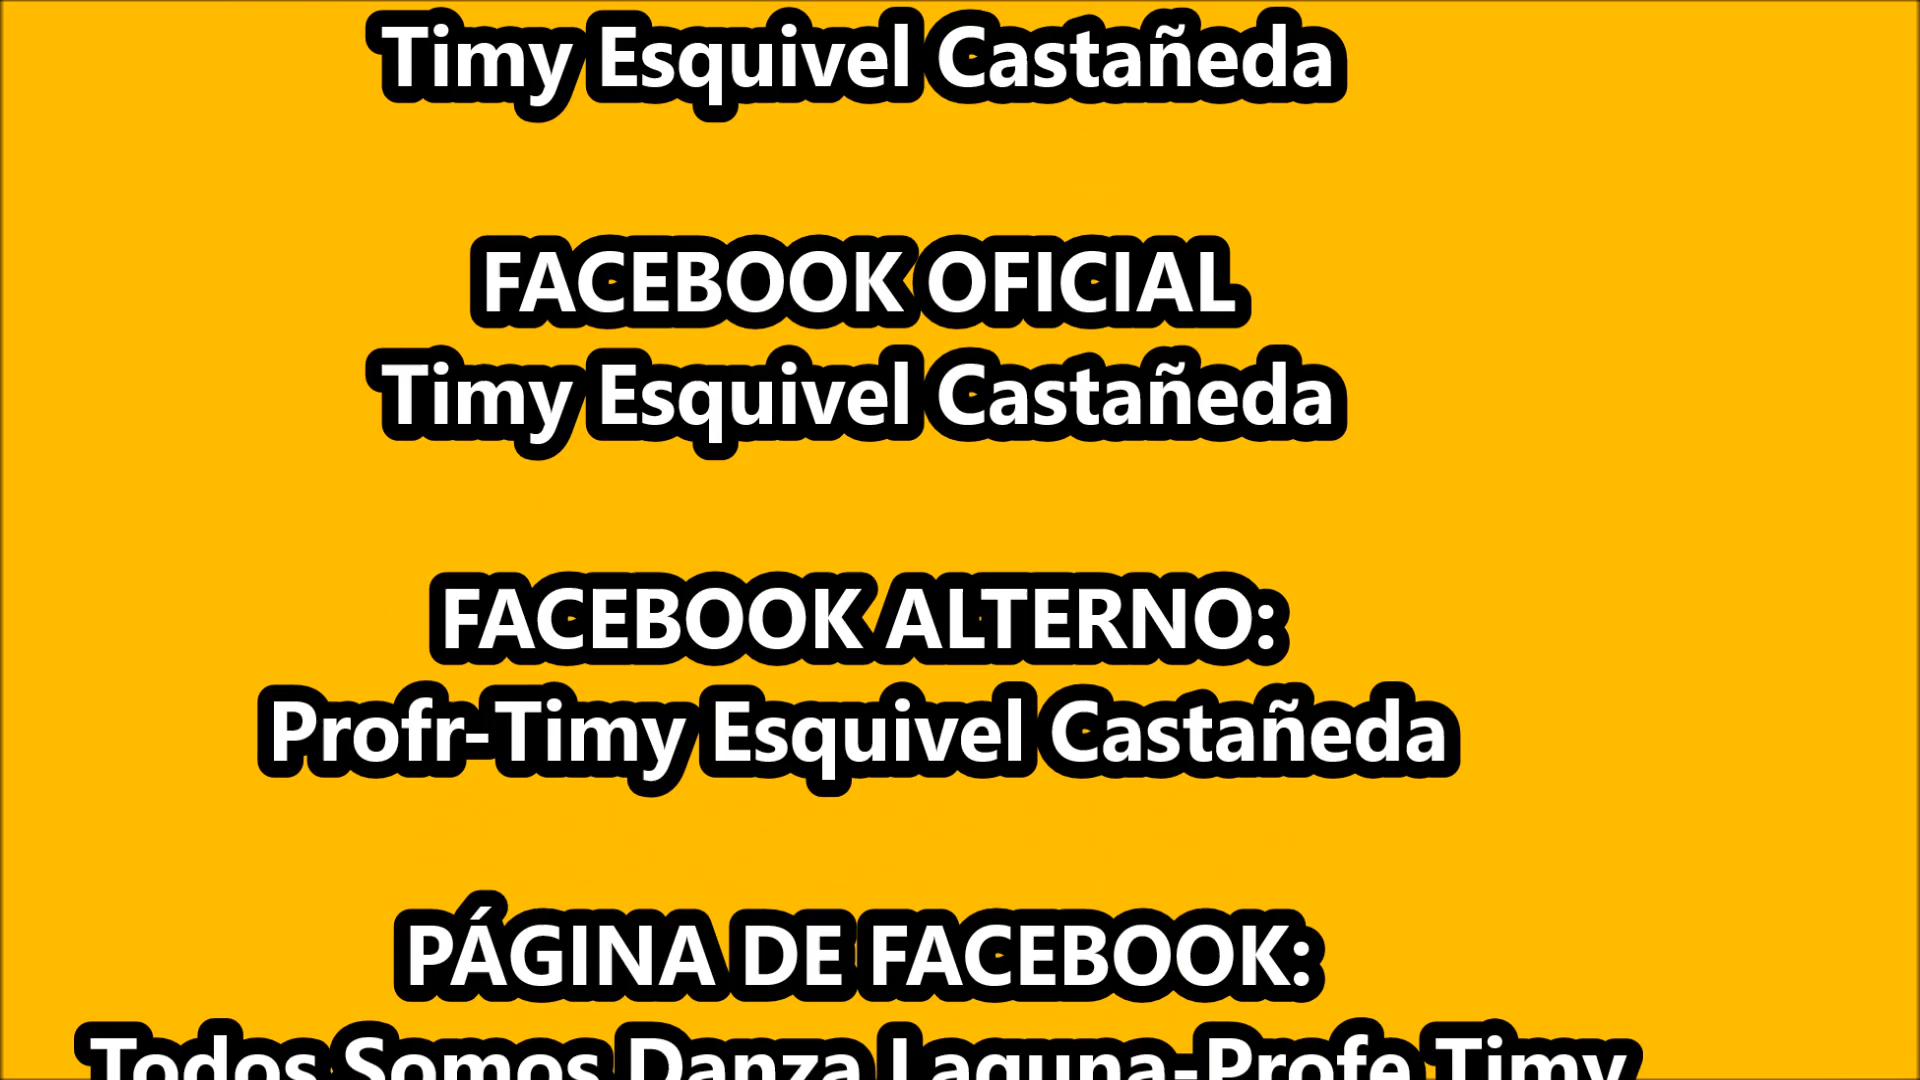 Timy Esquivel Castañeda
FACEBOOK OFICIAL
Timy Esquivel Castañeda
FACEBOOK ALTERNO:
Profr-Timy Esquivel Castañeda
PÁGINA DE FACEBOOK:
Todos Somos Danza Laguna-Profe Timy